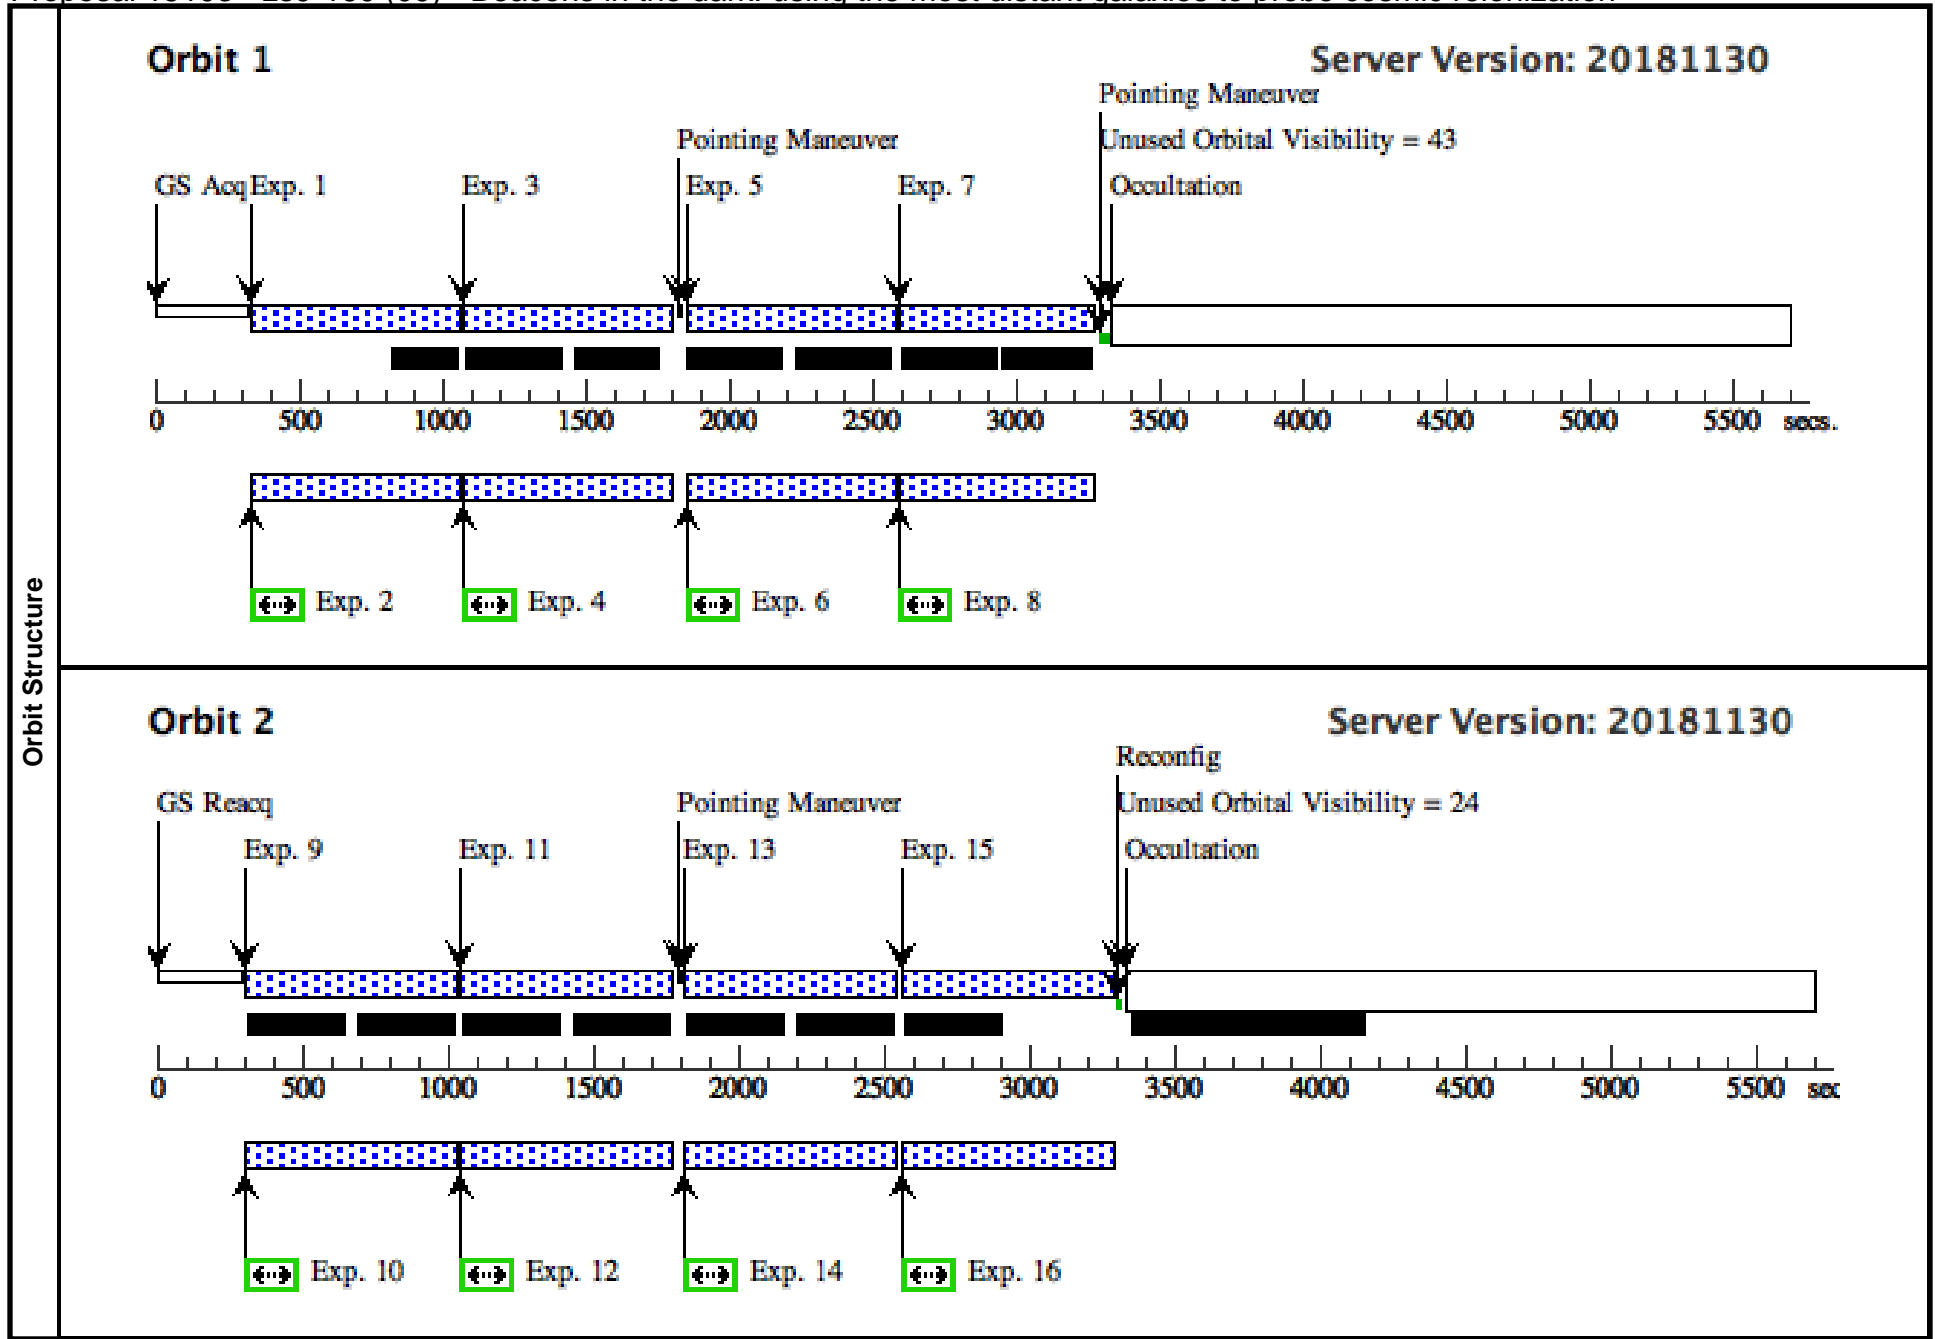 Orbit 1
Server Version: 20181130
Pointing Maneuver
Pointing Maneuver
Unused Orbital Visibility = 43
GS Acq Exp. 1 Exp. 3 Exp. 5 Exp. 7 Occultation
0 500 1000 1500 2000 2500 3000 3500 4000 4500 5000 5500 secs.
Exp. 2 Exp. 4 Exp. 6 Exp. 8
Orbit Structure
Orbit 2
Server Version: 20181130
Reconfig
GS Reacq Pointing Maneuver Unused Orbital Visibility = 24
Exp. 9 Exp. 11 Exp. 13 Exp. 15 Occultation
0 500 1000 1500 2000 2500 3000 3500 4000 4500 5000 5500 sec
Exp. 10 Exp. 12 Exp. 14 Exp. 16